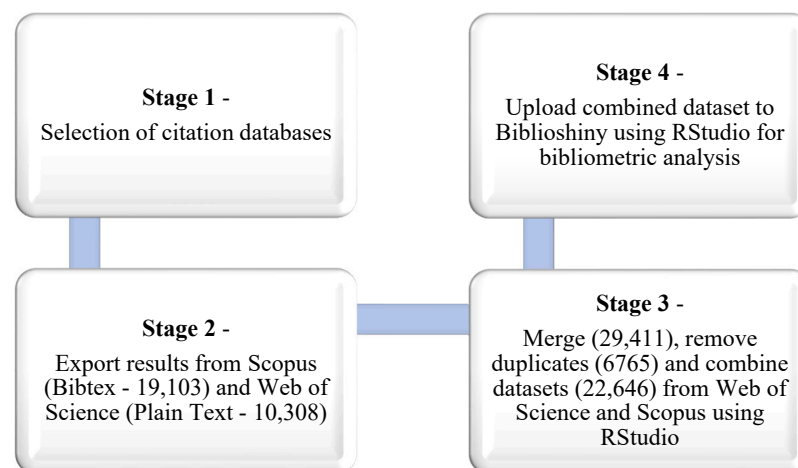 Stage 1 -
Selection of citation databases
Stage 2 -
Export results from Scopus
(Bibtex - 19,103) and Web of
Science (Plain Text - 10,308)
Stage 3 -
Merge (29,411), remove
duplicates (6765) and combine
datasets (22,646) from Web of
Science and Scopus using
RStudio
Stage 4 -
Upload combined dataset to
Biblioshiny using RStudio for
bibliometric analysis